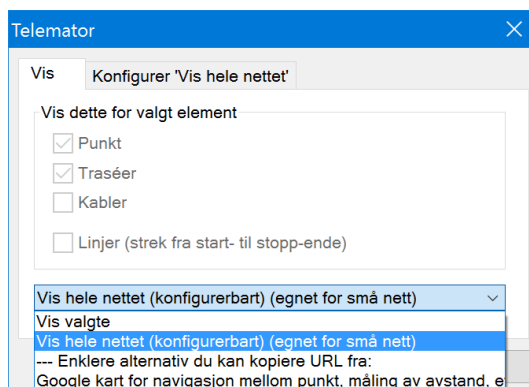 Telemator
Vis
Konfigurer 'Vis hele nettet'
Vis dette for valgt element
Punkt
Traséer
Kabler
Linjer (strek fra start- til stopp-ende)
Vis hele nettet (konfigurerbart) (egnet for små nett)
Vis valgte
Vis hele nettet (konfigurerbart) (egnet for små nett)
--- Enklere alternativ du kan kopiere URL fra:
Google kart for navigasjon mellom punkt, måling av avstand,